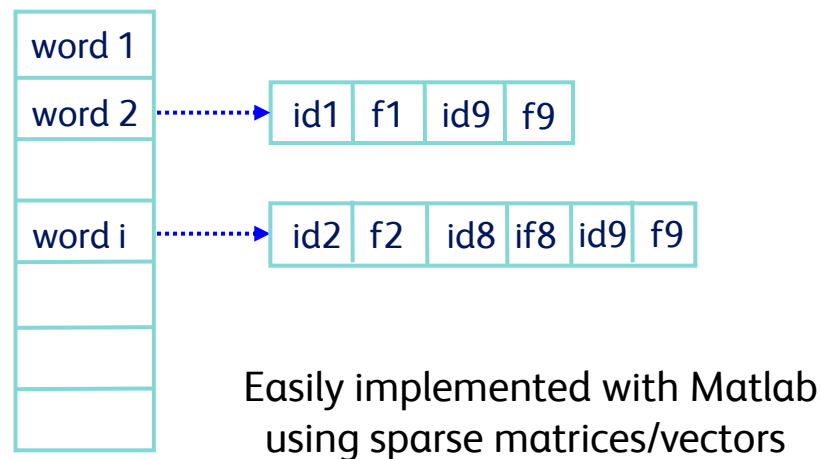 word 1
word 2 id1 f1 id9 f9
word i id2 f2 id8 if8 id9 f9
Easily implemented with Matlab
using sparse matrices/vectors